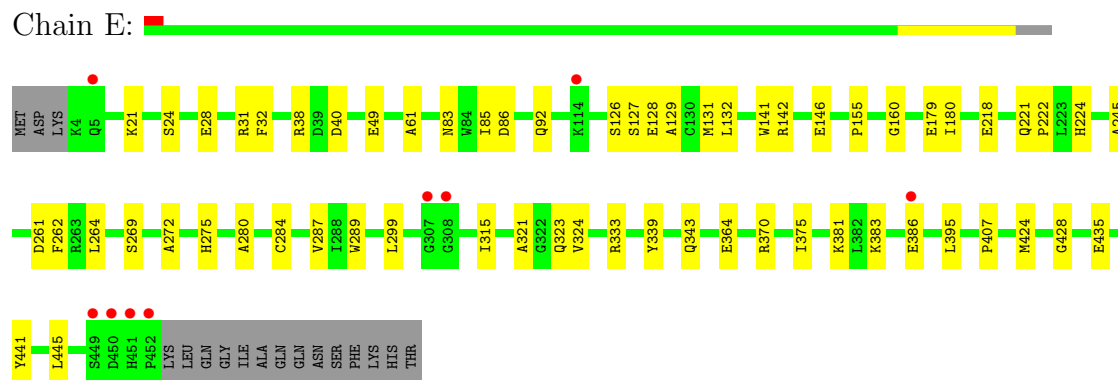 Chain E:
MET ASP LYS K4 Q5 K21 S24 E28 R31 F32 R38 D39 D40 E49 A61 N83 W84 I85 D86 Q92 K114 S126 S127 E128 A129 C130 M131 L132 W141 R142 E146 P155 G160 E179 I180 E218 Q221 P222 L223 H224 A245
D261 F262 R263 L264 S269 A272 H275 A280 C284 V287 I288 W289 L299 G307 G308 I315 A321 G322 Q323 V324 R333 Y339 Q343 E364 R370 I375 K381 L382 K383 E386 L395 P407 M424 G428 E435
Y441 L445 S449 D450 H451 P452 LYS LEU GLN GLY ILE ALA GLN GLN ASN SER PHE LYS HIS THR